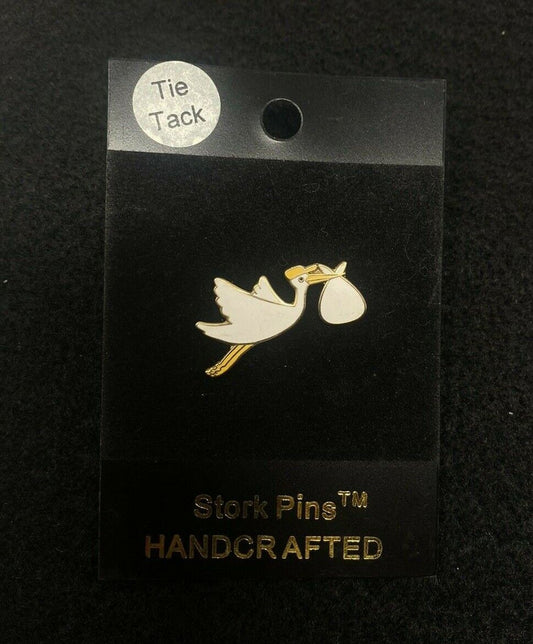 Tie
Tack
Stork Pins™
HANDCRAFTED